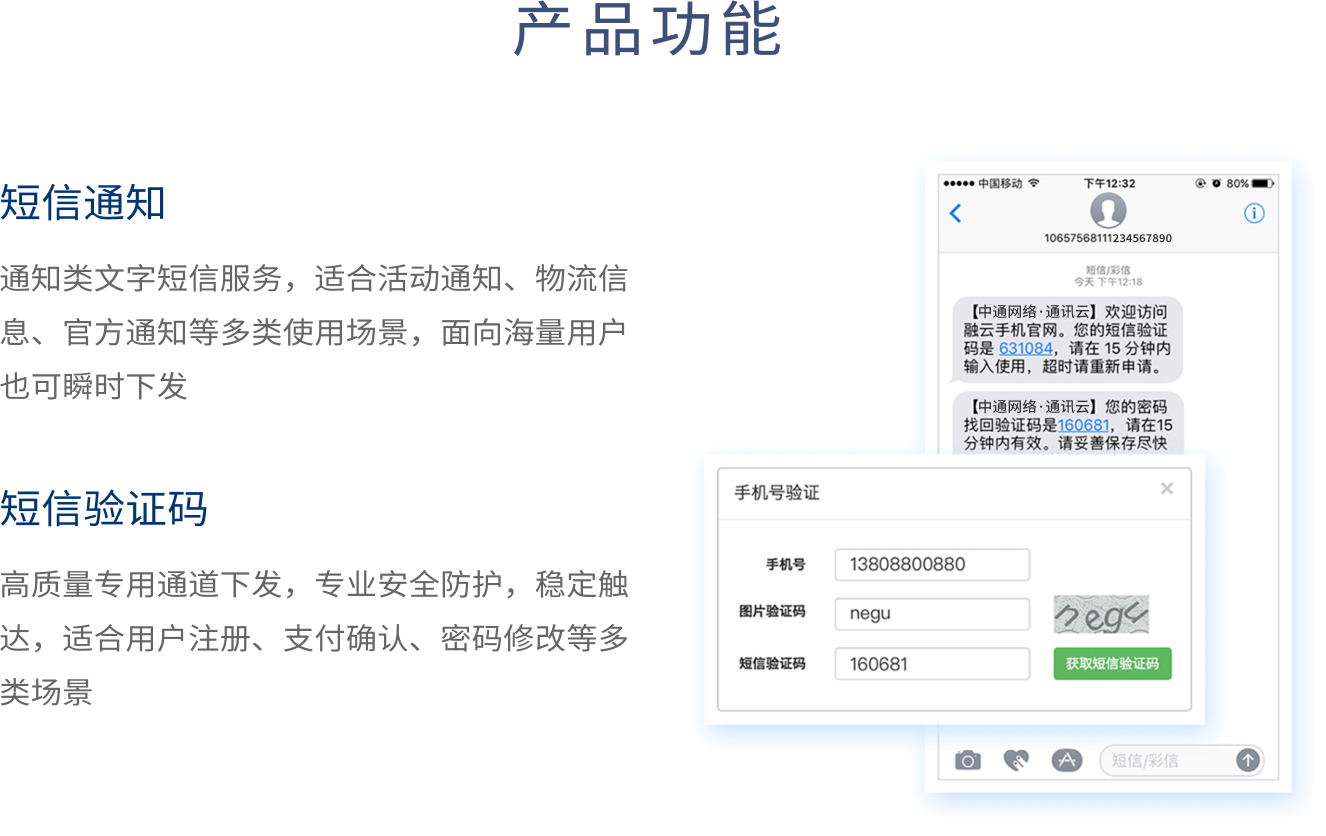 产品功能
短信通知
通知类文字短信服务，适合活动通知、物流信
息、官方通知等多类使用场景，面向海量用户
也可瞬时下发
短信验证码
高质量专用通道下发，专业安全防护，稳定触
达，适合用户注册、支付确认、密码修改等多
类场景
中国移动 下午12:32 80%
10657568111234567890
短信/彩信
今天 下午12:18
【中通网络·通讯云】欢迎访问
融云手机官网。您的短信验证
码是 631084，请在 15 分钟内
输入使用，超时请重新申请。
【中通网络·通讯云】您的密码
找回验证码是160681，请在15
分钟内有效。请妥善保存尽快
手机号验证 ×
手机号 13808800880
图片验证码 negu negu
短信验证码 160681 获取短信验证码
短信/彩信